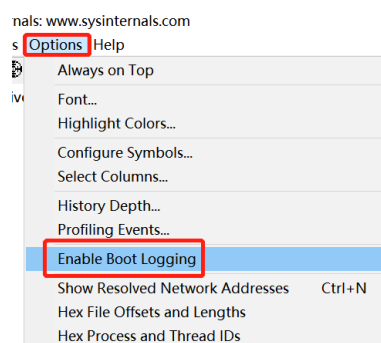 nals: www.sysinternals.com
s Options Help
Always on Top
Font...
Highlight Colors...
Configure Symbols...
Select Columns...
History Depth...
Profiling Events...
Enable Boot Logging
Show Resolved Network Addresses Ctrl+N
Hex File Offsets and Lengths
Hex Process and Thread IDs